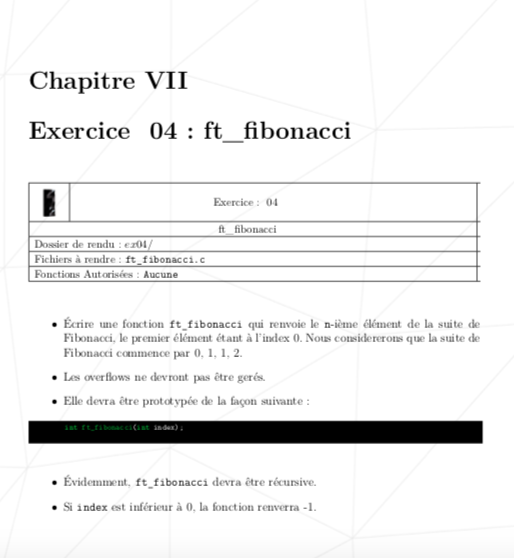 Chapitre VII
Exercice 04 : ft_fibonacci
Exercice : 04
ft_fibonacci
Dossier de rendu : ex04/
Fichiers à rendre : ft_fibonacci.c
Fonctions Autorisées : Aucune
• Écrire une fonction ft_fibonacci qui renvoie le n-ième élément de la suite de
Fibonacci, le premier élément étant à l'index 0. Nous considererons que la suite de
Fibonacci commence par 0, 1, 1, 2.
• Les overflows ne devront pas être gerés.
• Elle devra être prototypée de la façon suivante :
int ft_fibonacci(int index);
• Évidemment, ft_fibonacci devra être récursive.
• Si index est inférieur à 0, la fonction renverra -1.